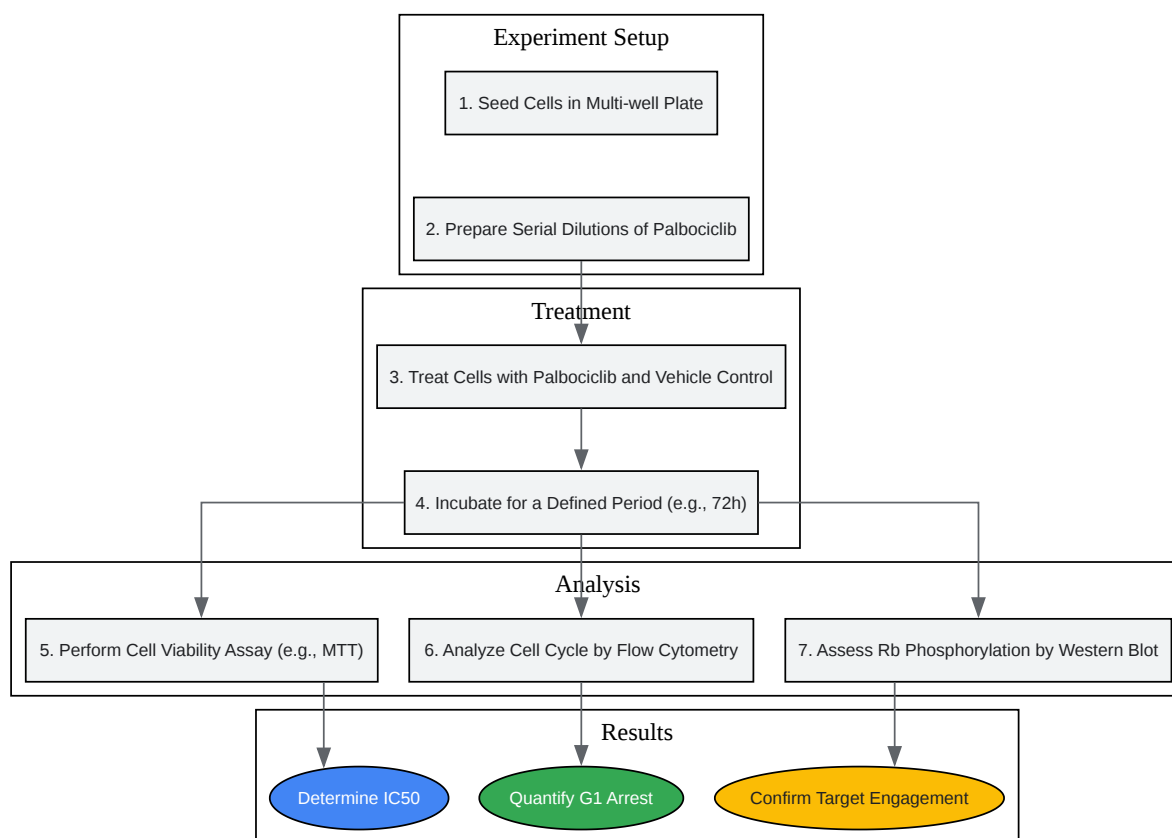 Experiment Setup
1. Seed Cells in Multi-well Plate
2. Prepare Serial Dilutions of Palbociclib
Treatment
3. Treat Cells with Palbociclib and Vehicle Control
4. Incubate for a Defined Period (e.g., 72h)
Analysis
5. Perform Cell Viability Assay (e.g., MTT)
6. Analyze Cell Cycle by Flow Cytometry
7. Assess Rb Phosphorylation by Western Blot
Results
Determine IC50
Quantify G1 Arrest
Confirm Target Engagement